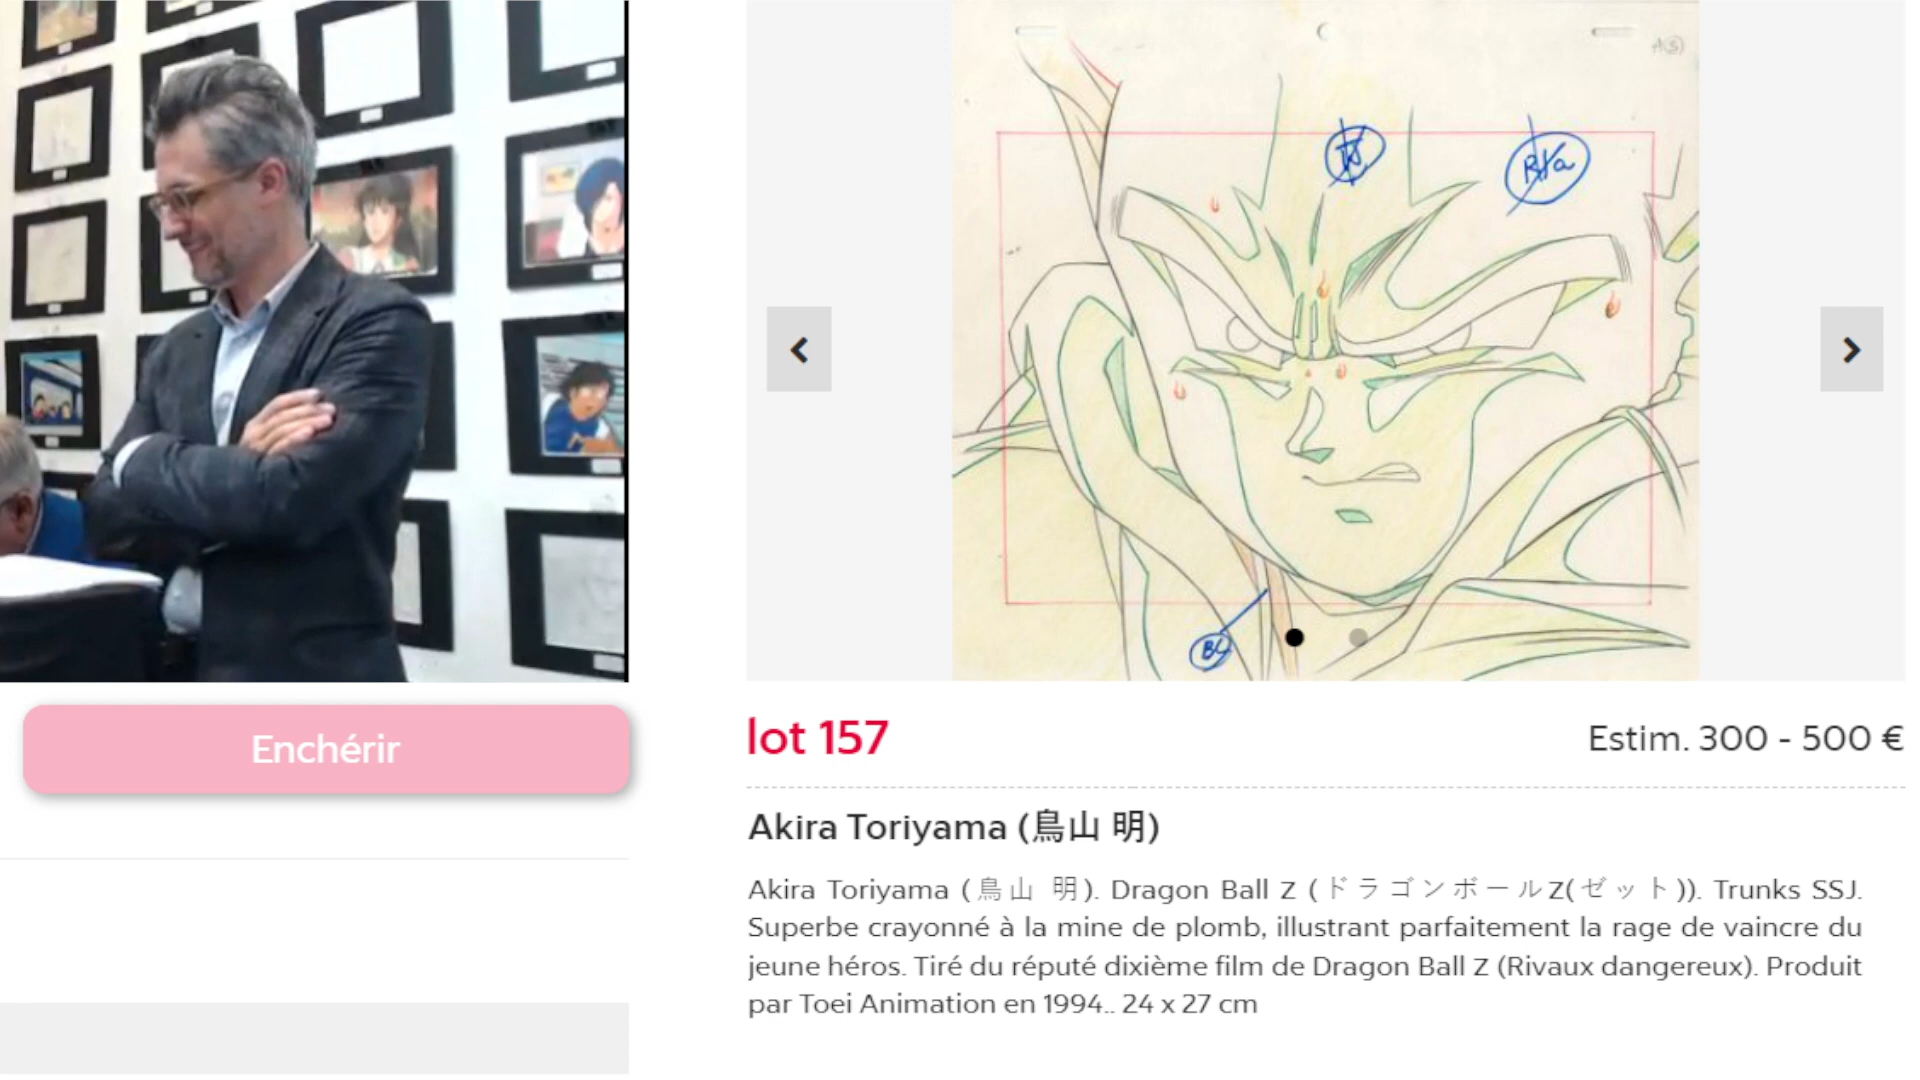 Enchérir
lot 157
Estim. 300 - 500 €
Akira Toriyama (鳥山 明)
Akira Toriyama (鳥山 明). Dragon Ball Z (ドラゴンボールZ(ゼット)). Trunks SSJ.
Superbe crayonné à la mine de plomb, illustrant parfaitement la rage de vaincre du
jeune héros. Tiré du réputé dixième film de Dragon Ball Z (Rivaux dangereux). Produit
par Toei Animation en 1994.. 24 x 27 cm